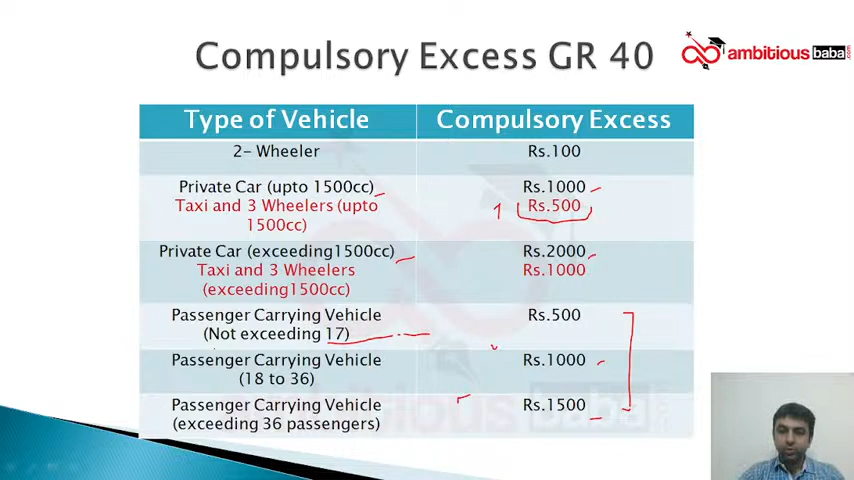 Compulsory Excess GR 40
ambitiousbaba.com
Type of Vehicle
Compulsory Excess
2- Wheeler
Rs.100
Private Car (upto 1500cc)
Rs.1000
Taxi and 3 Wheelers (upto
1500cc)
Rs.500
Private Car (exceeding1500cc)
Rs.2000
Taxi and 3 Wheelers
(exceeding1500cc)
Rs.1000
Passenger Carrying Vehicle
(Not exceeding 17)
Rs.500
Passenger Carrying Vehicle
(18 to 36)
Rs.1000
Passenger Carrying Vehicle
(exceeding 36 passengers)
Rs.1500